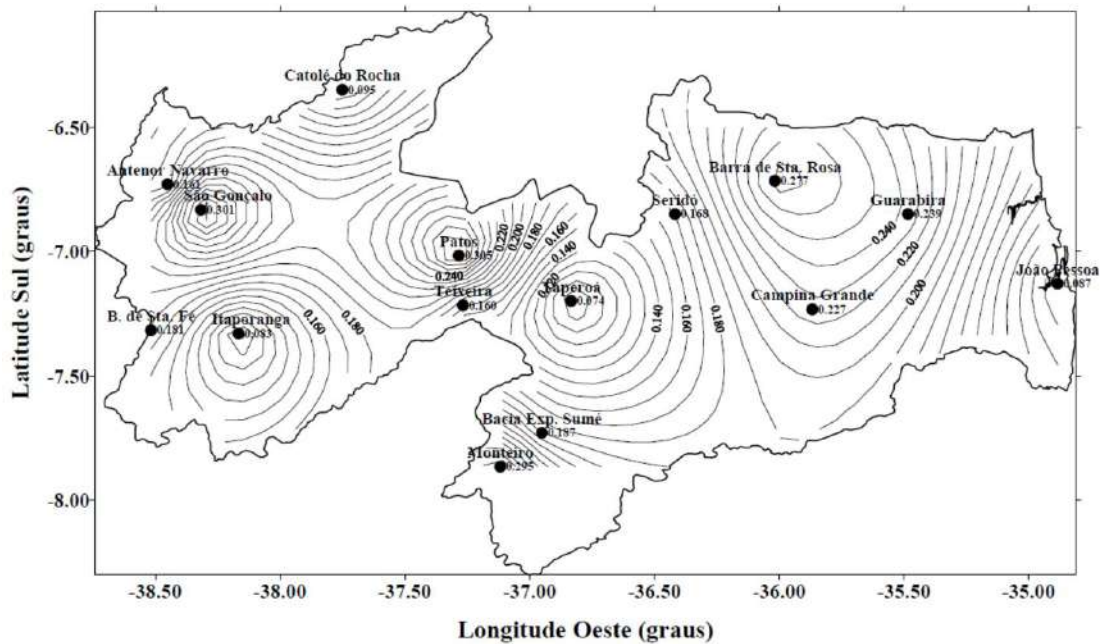 Catolé do Rocha
0.095
-6.50
Antenor Navarro
0.161
São Gonçalo
0.301
Barra de Sta. Rosa
0.277
Seridó
0.168
Guarabira
0.239
0.240
0.220
0.200
-7.00
Patos
0.305
0.220
0.200
0.180
0.160
0.140
0.240
Teixeira
0.160
Taperoá
0.074
João Pessoa
0.087
Campina Grande
0.227
B. de Sta. Fé
0.181
Itaporanga
0.083
0.160
0.180
0.140
0.160
0.180
-7.50
Bacia Exp. Sumé
0.187
Monteiro
0.295
-8.00
Latitude Sul (graus)
-38.50 -38.00 -37.50 -37.00 -36.50 -36.00 -35.50 -35.00
Longitude Oeste (graus)